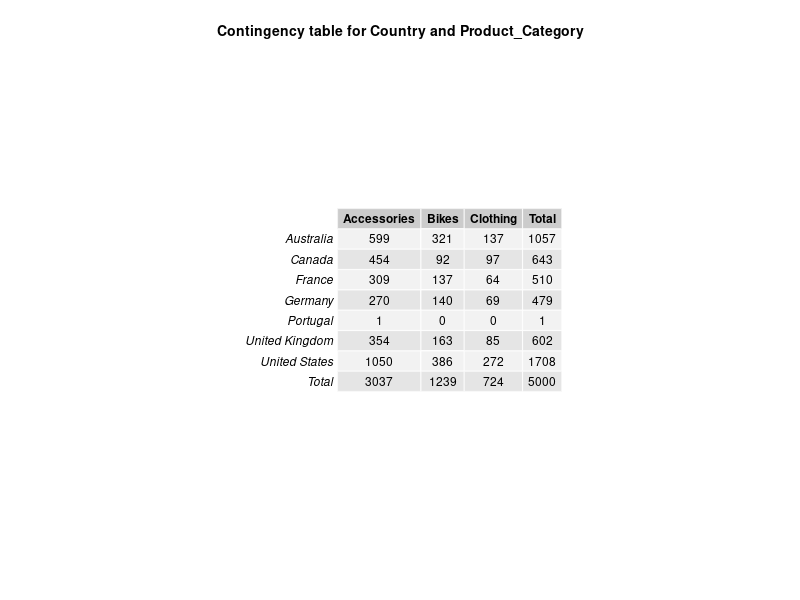 Contingency table for Country and Product_Category
Accessories Bikes Clothing Total
Australia 599 321 137 1057
Canada 454 92 97 643
France 309 137 64 510
Germany 270 140 69 479
Portugal 1 0 0 1
United Kingdom 354 163 85 602
United States 1050 386 272 1708
Total 3037 1239 724 5000